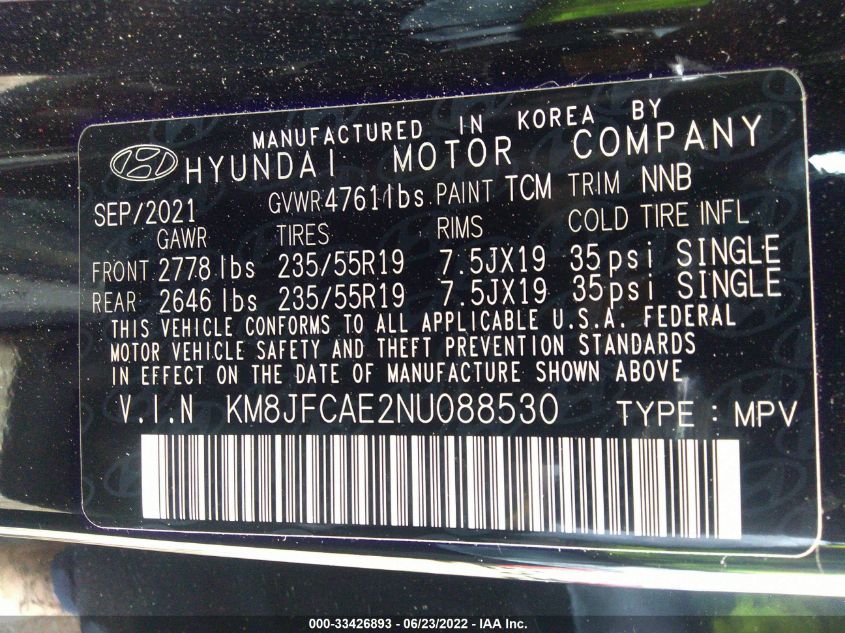 MANUFACTURED IN KOREA BY
HYUNDAI MOTOR COMPANY
SEP/2021 GVWR 4761 lbs PAINT TCM TRIM NNB
GAWR TIRES RIMS COLD TIRE INFL
FRONT 2778 lbs 235/55R19 7.5JX19 35psi SINGLE
REAR 2646 lbs 235/55R19 7.5JX19 35psi SINGLE
THIS VEHICLE CONFORMS TO ALL APPLICABLE U.S.A. FEDERAL
MOTOR VEHICLE SAFETY AND THEFT PREVENTION STANDARDS
IN EFFECT ON THE DATE OF MANUFACTURE SHOWN ABOVE
V.I.N KM8JFCAE2NU088530 TYPE : MPV
000-33426893 - 06/23/2022 - IAA Inc.